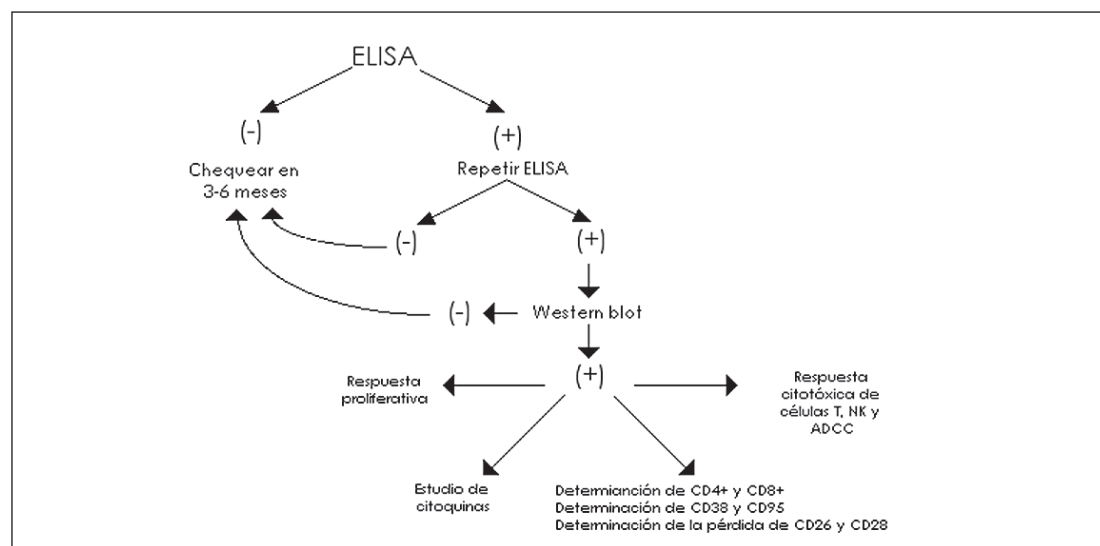 ELISA
(-)
(+)
Chequear en
3-6 meses
Repetir ELISA
(-)
(+)
(-)
Western blot
(+)
Respuesta
proliferativa
Respuesta
citotóxica de
células T, NK y
ADCC
Estudio de
citoquinas
Determianción de CD4+ y CD8+
Determinación de CD38 y CD95
Determinación de la pérdida de CD26 y CD28